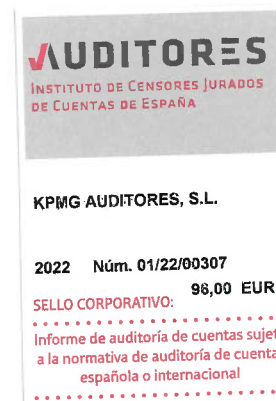 AUDITORES
INSTITUTO DE CENSORES JURADOS
DE CUENTAS DE ESPAÑA
KPMG AUDITORES, S.L.
2022 Núm. 01/22/00307
96,00 EUR
SELLO CORPORATIVO:
Informe de auditoría de cuentas sujet
a la normativa de auditoría de cuenta
española o internacional